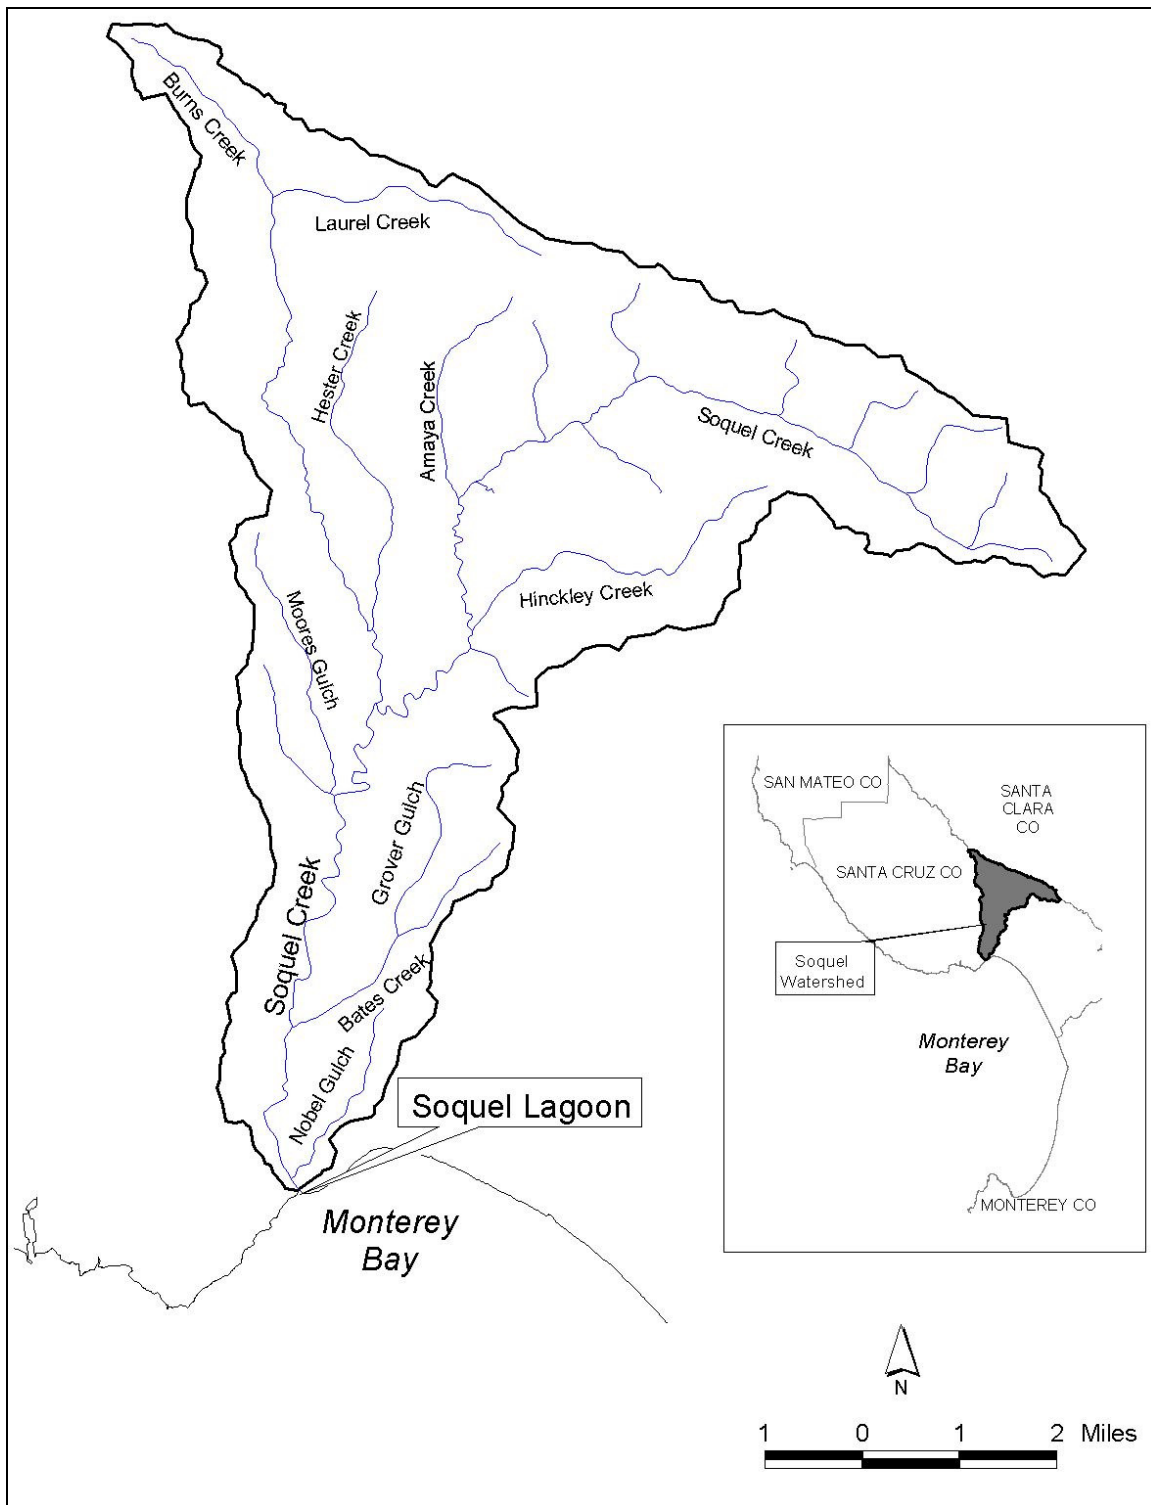 Burns Creek
Laurel Creek
Hester Creek
Amaya Creek
Soquel Creek
Hinckley Creek
Moores Gulch
Grover Gulch
Soquel Creek
Bates Creek
Nobel Gulch
Soquel Lagoon
Monterey
Bay
SAN MATEO CO
SANTA
CLARA
CO
SANTA CRUZ CO
Soquel
Watershed
Monterey
Bay
MONTEREY CO
N
1 0 1 2 Miles